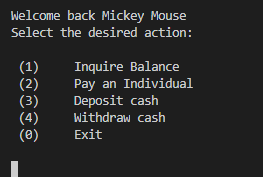 Welcome back Mickey Mouse
Select the desired action:
(1) Inquire Balance
(2) Pay an Individual
(3) Deposit cash
(4) Withdraw cash
(0) Exit